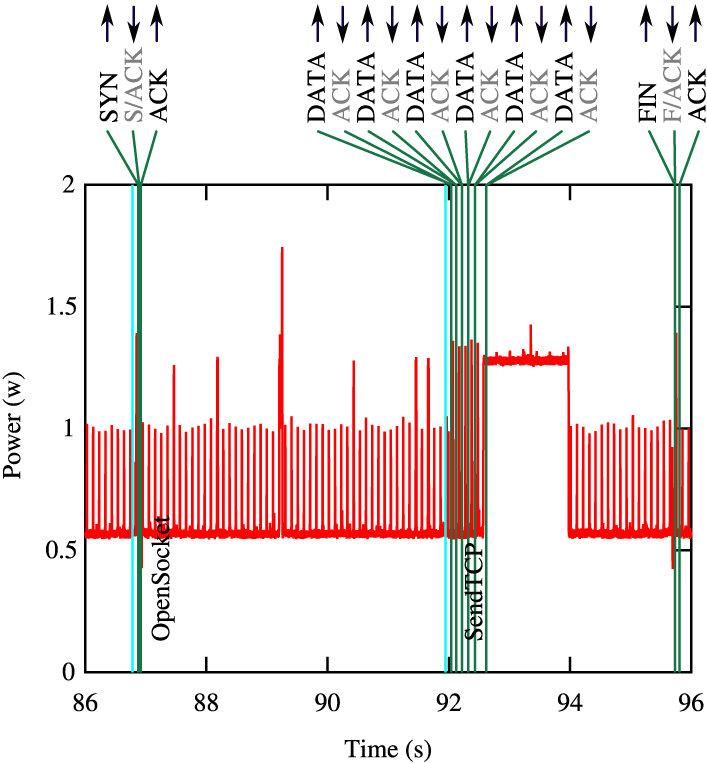 SYN
S/ACK
ACK
DATA
ACK
DATA
ACK
DATA
ACK
DATA
ACK
DATA
ACK
DATA
ACK
FIN
F/ACK
ACK
2
1.5
1
0.5
0
Power (w)
OpenSocket
SendTCP
86
88
90
92
94
96
Time (s)